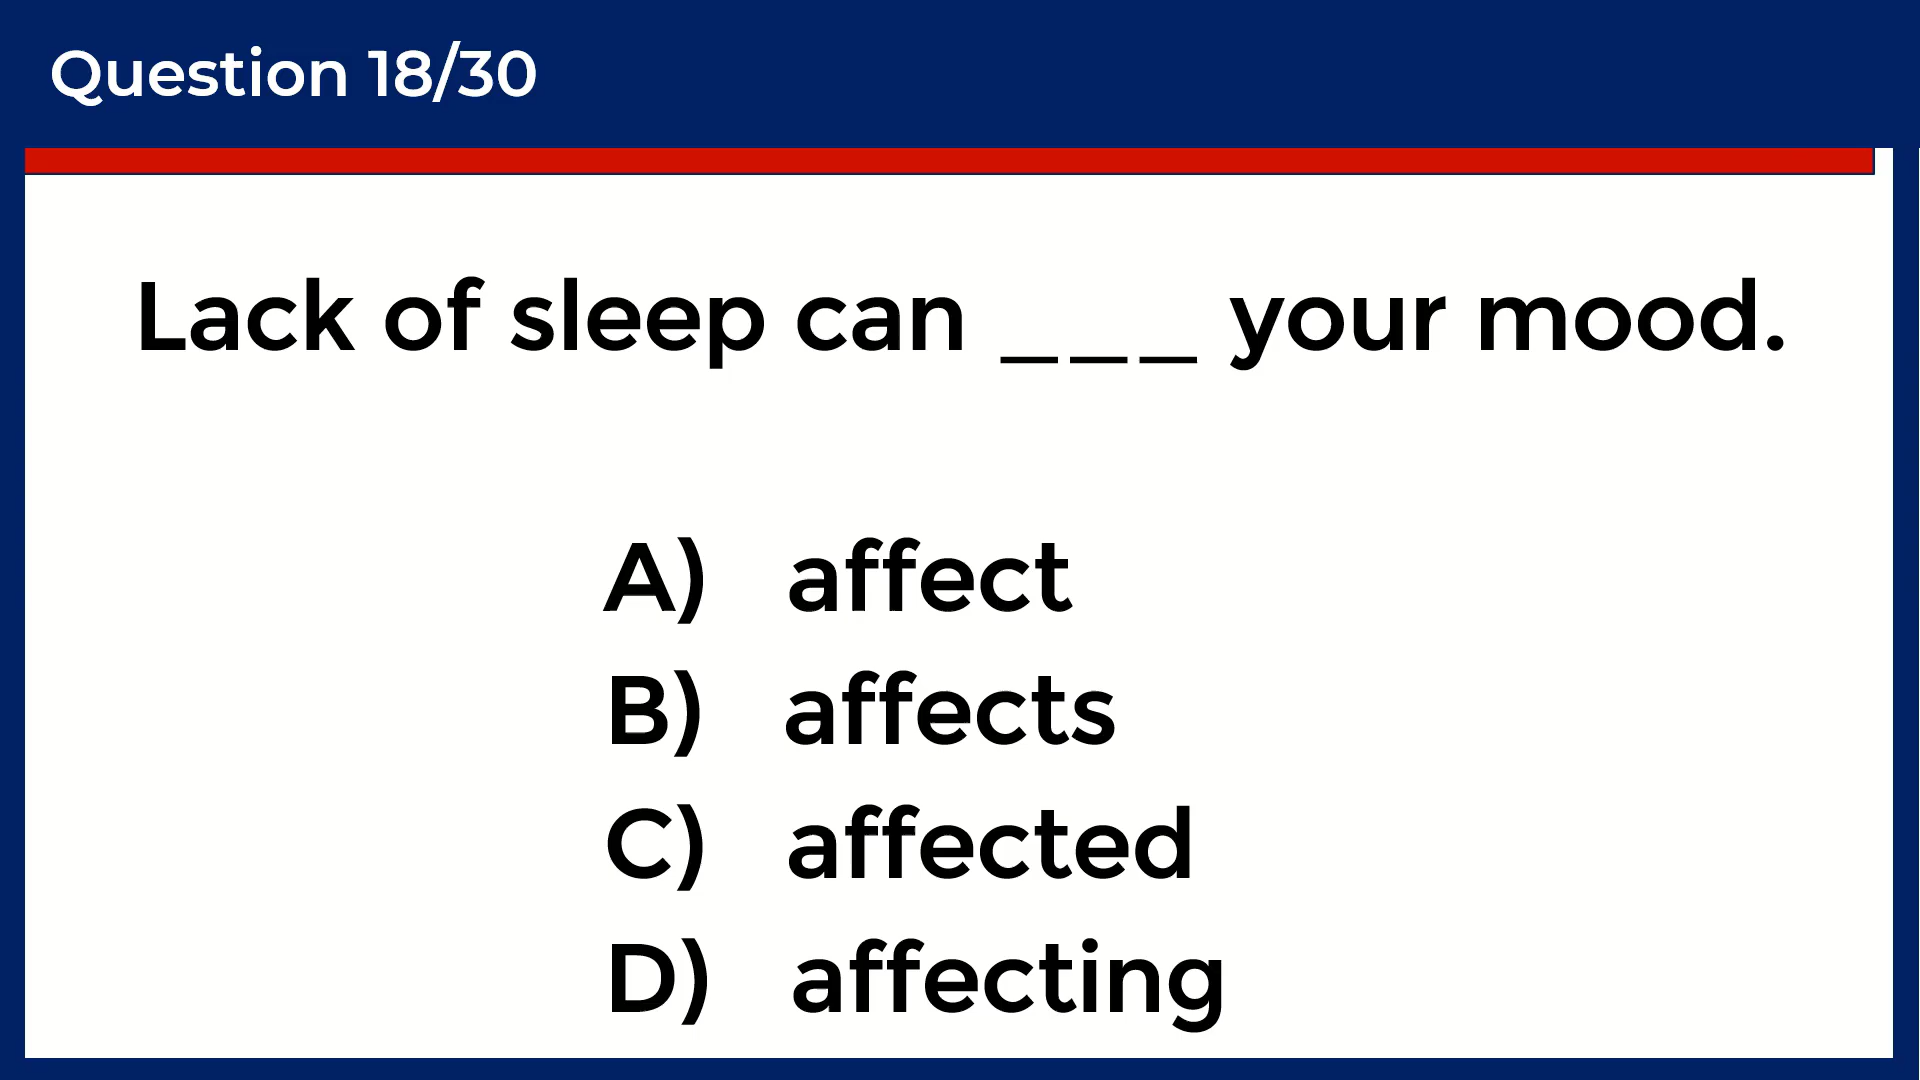 Question 18/30
Lack of sleep can ___ your mood.
A) affect
B) affects
C) affected
D) affecting